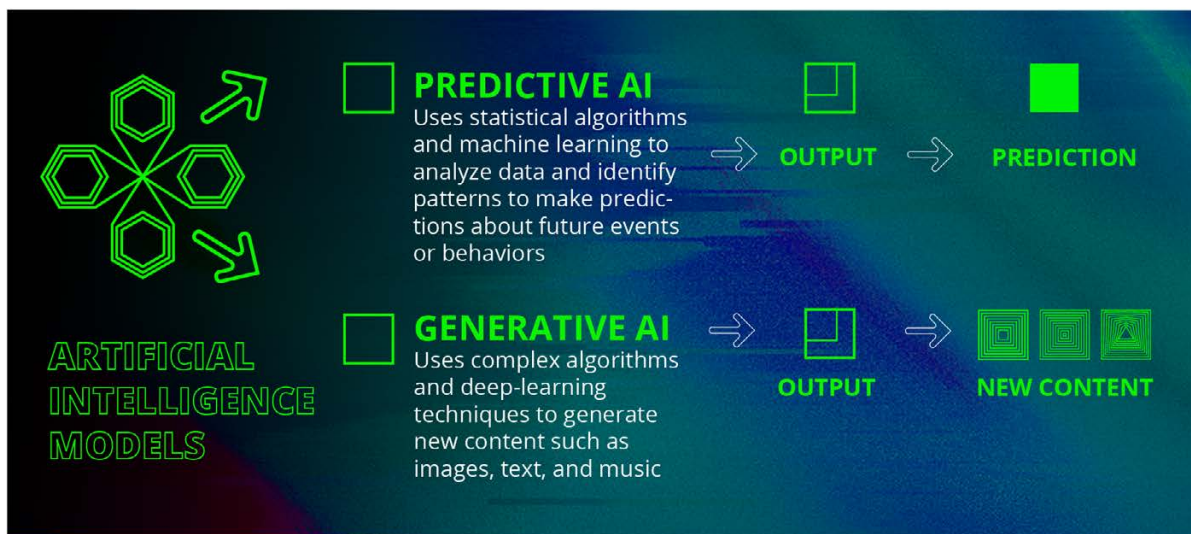 PREDICTIVE AI
Uses statistical algorithms
and machine learning to
analyze data and identify
patterns to make predic-
tions about future events
or behaviors
OUTPUT
PREDICTION
GENERATIVE AI
Uses complex algorithms
and deep-learning
techniques to generate
new content such as
images, text, and music
OUTPUT
NEW CONTENT
ARTIFICIAL
INTELLIGENCE
MODELS